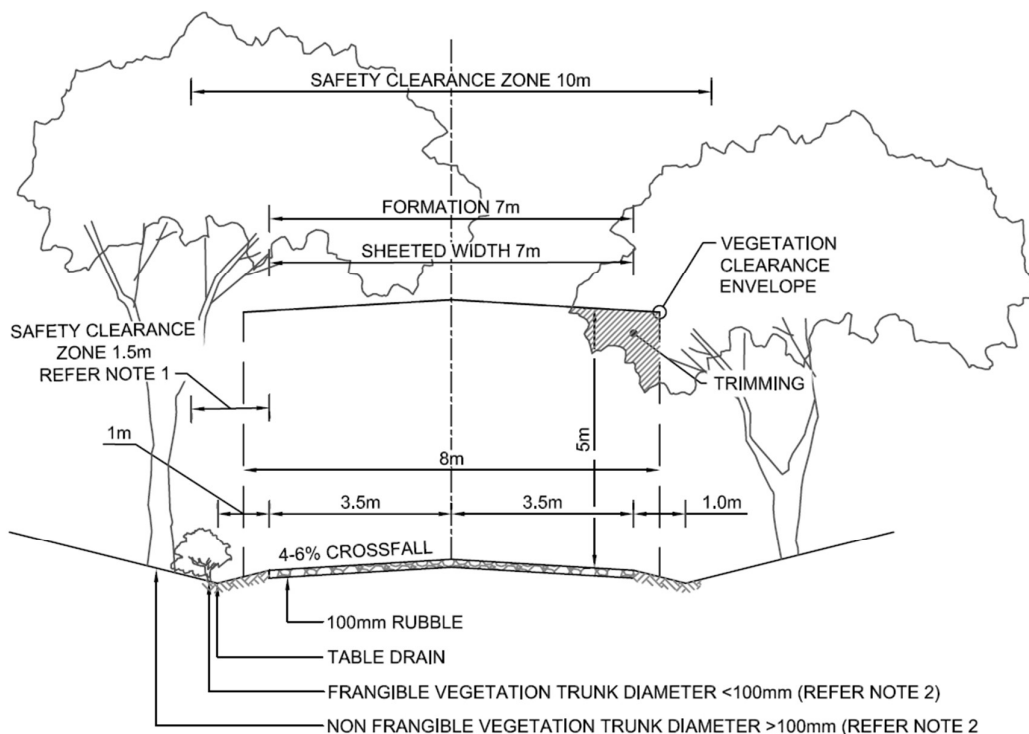 SAFETY CLEARANCE ZONE 10m
FORMATION 7m
SHEETED WIDTH 7m
VEGETATION
CLEARANCE
ENVELOPE
SAFETY CLEARANCE
ZONE 1.5m
REFER NOTE 1
TRIMMING
1m
5m
8m
3.5m
3.5m
1.0m
4-6% CROSSFALL
100mm RUBBLE
TABLE DRAIN
FRANGIBLE VEGETATION TRUNK DIAMETER <100mm (REFER NOTE 2)
NON FRANGIBLE VEGETATION TRUNK DIAMETER >100mm (REFER NOTE 2